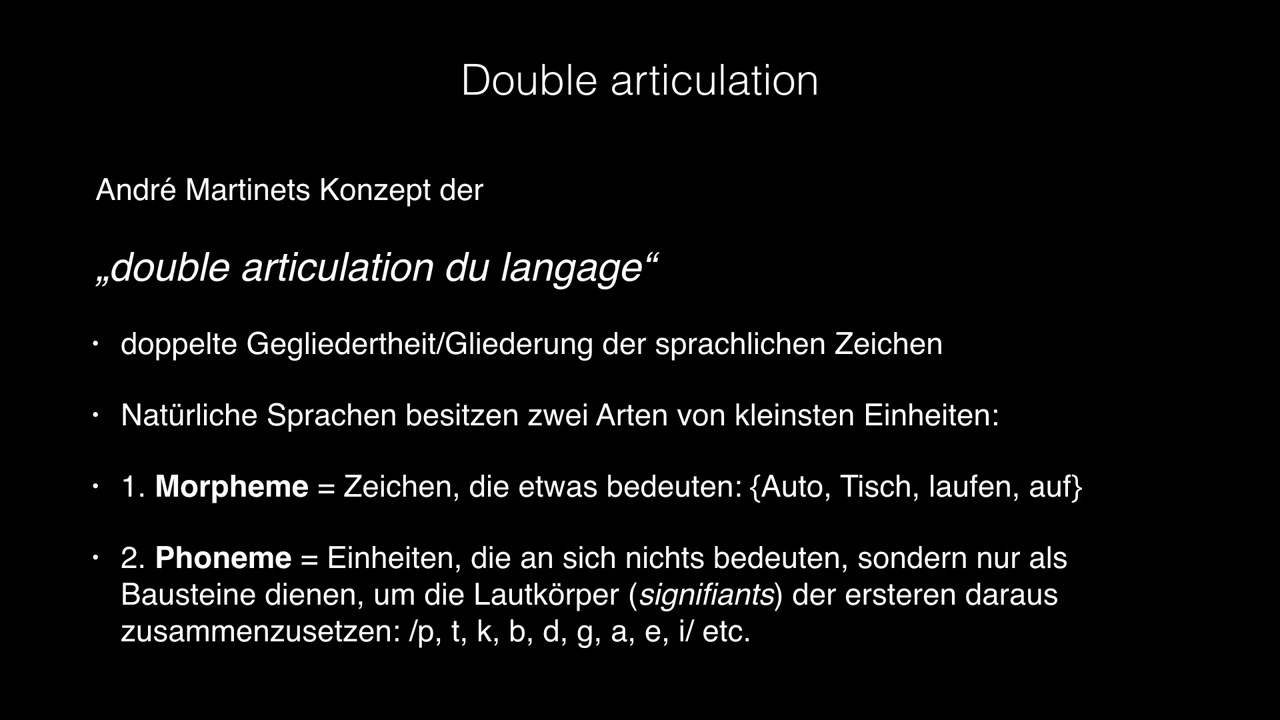 Double articulation
André Martinets Konzept der
„double articulation du langage“
• doppelte Gegliedertheit/Gliederung der sprachlichen Zeichen
• Natürliche Sprachen besitzen zwei Arten von kleinsten Einheiten:
• 1. Morpheme = Zeichen, die etwas bedeuten: {Auto, Tisch, laufen, auf}
• 2. Phoneme = Einheiten, die an sich nichts bedeuten, sondern nur als
Bausteine dienen, um die Lautkörper (signifiants) der ersteren daraus
zusammenzusetzen: /p, t, k, b, d, g, a, e, i/ etc.